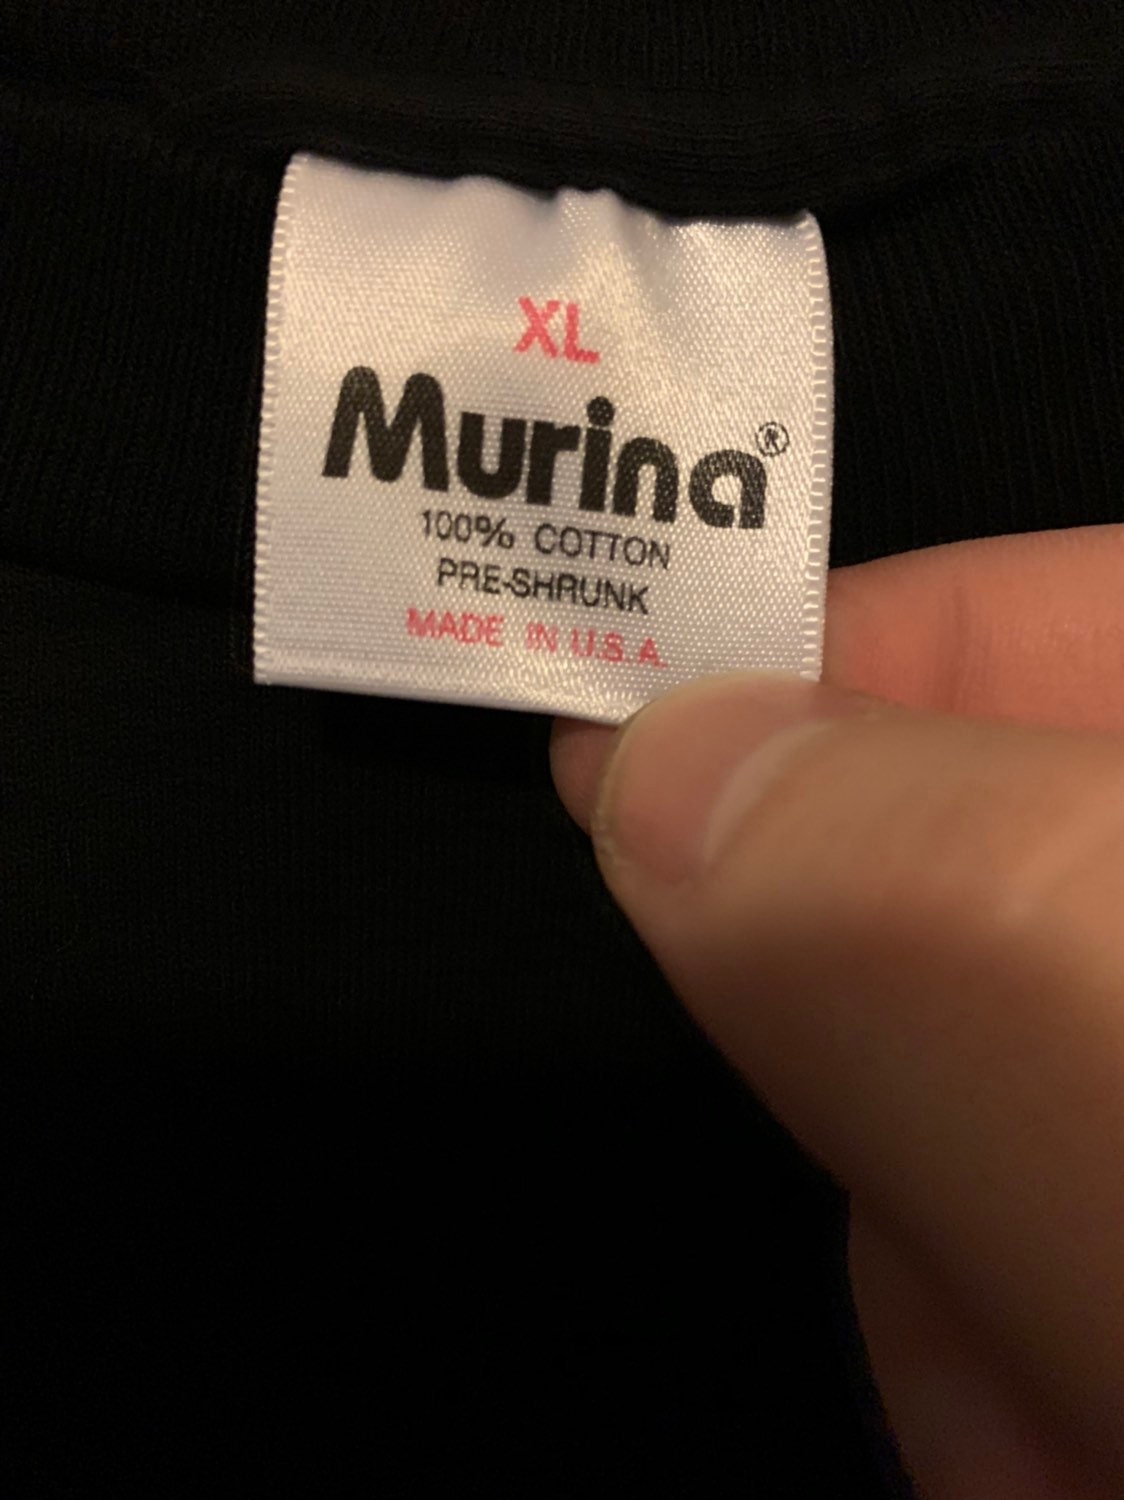 XL
Murina®
100% COTTON
PRE-SHRUNK
MADE IN U.S.A.